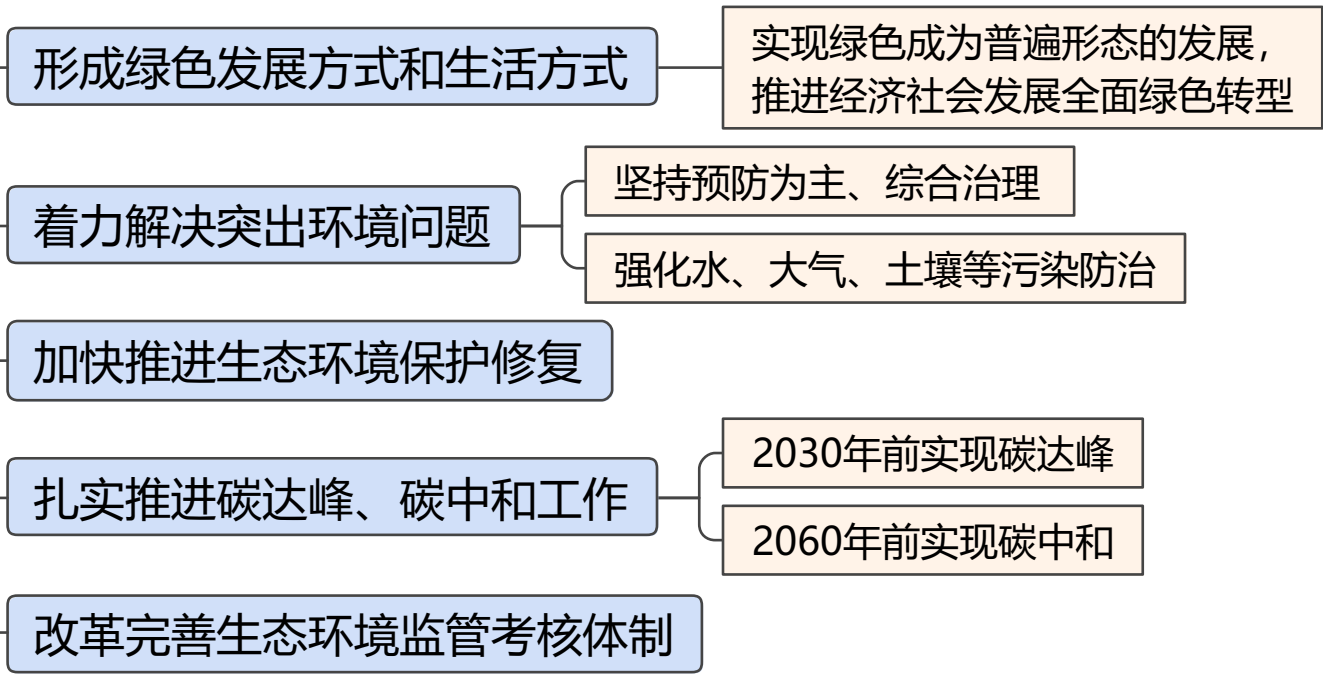 形成绿色发展方式和生活方式
实现绿色成为普遍形态的发展，
推进经济社会发展全面绿色转型
着力解决突出环境问题
坚持预防为主、综合治理
强化水、大气、土壤等污染防治
加快推进生态环境保护修复
扎实推进碳达峰、碳中和工作
2030年前实现碳达峰
2060年前实现碳中和
改革完善生态环境监管考核体制